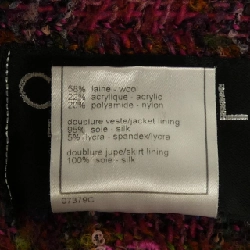 58% laine - woo
22% acrylique - acrylic
20% polyamide - nylon
doublure veste/jacket lining
95% soie - silk
5% lycra - spandex/lycra
doublure jupe/skirt lining
100% soie - silk